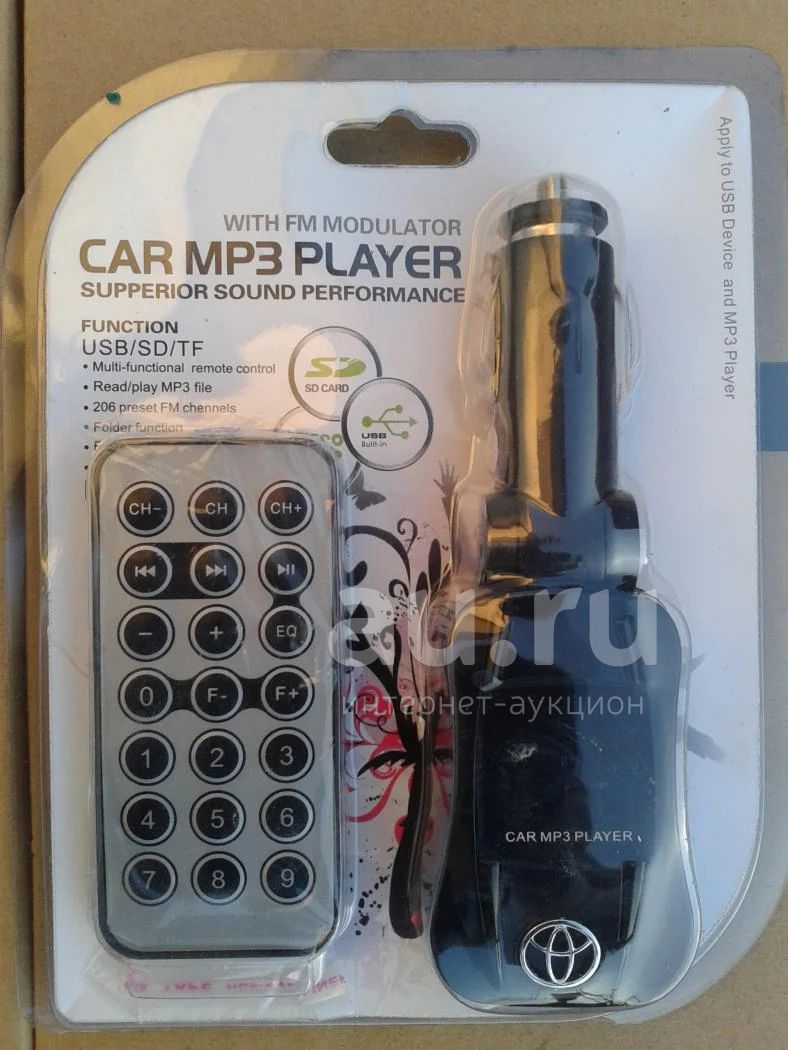 WITH FM MODULATOR
CAR MP3 PLAYER
SUPPERIOR SOUND PERFORMANCE
FUNCTION
USB/SD/TF
• Multi-functional remote control
• Read/play MP3 file
• 206 preset FM channels
• Folder function
SD
SD CARD
USB
Built-in
Apply to USB Device and MP3 Player
CH- CH CH+
- + EQ
0 F- F+
1 2 3
4 5 6
7 8 9
au.ru
интернет-аукцион
CAR MP3 PLAYER